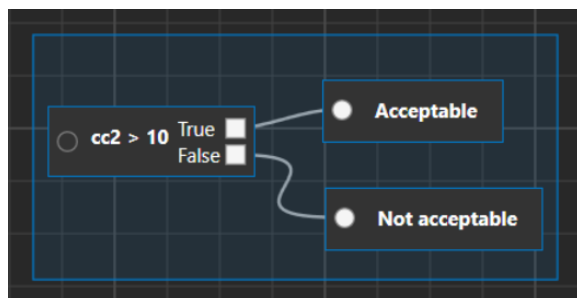 cc2 > 10
True
False
Acceptable
Not acceptable